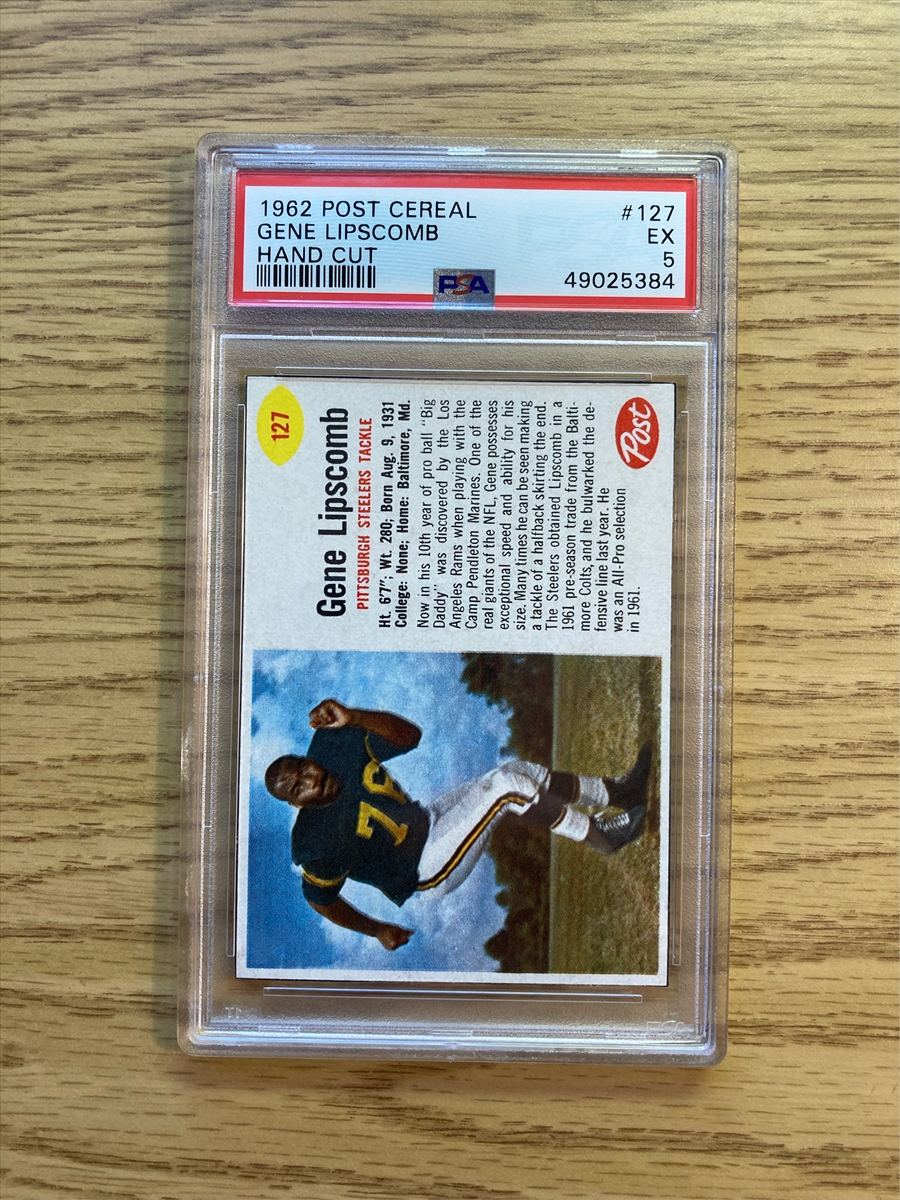 1962 POST CEREAL #127
GENE LIPSCOMB EX
HAND CUT 5
49025384
PSA
127
Gene Lipscomb
PITTSBURGH STEELERS TACKLE
Ht. 6'7"; Wt. 280; Born Aug. 9, 1931
College: None; Home: Baltimore, Md.
Now in his 10th year of pro ball "Big
Daddy" was discovered by the Los
Angeles Rams when playing with the
Camp Pendleton Marines. One of the
real giants of the NFL, Gene possesses
exceptional speed and ability for his
size. Many times he can be seen making
a tackle of a halfback skirting the end.
The Steelers obtained Lipscomb in a
1961 pre-season trade from the Balti-
more Colts, and he bulwarked the de-
fensive line last year. He
was an All-Pro selection
in 1961.
Post
76